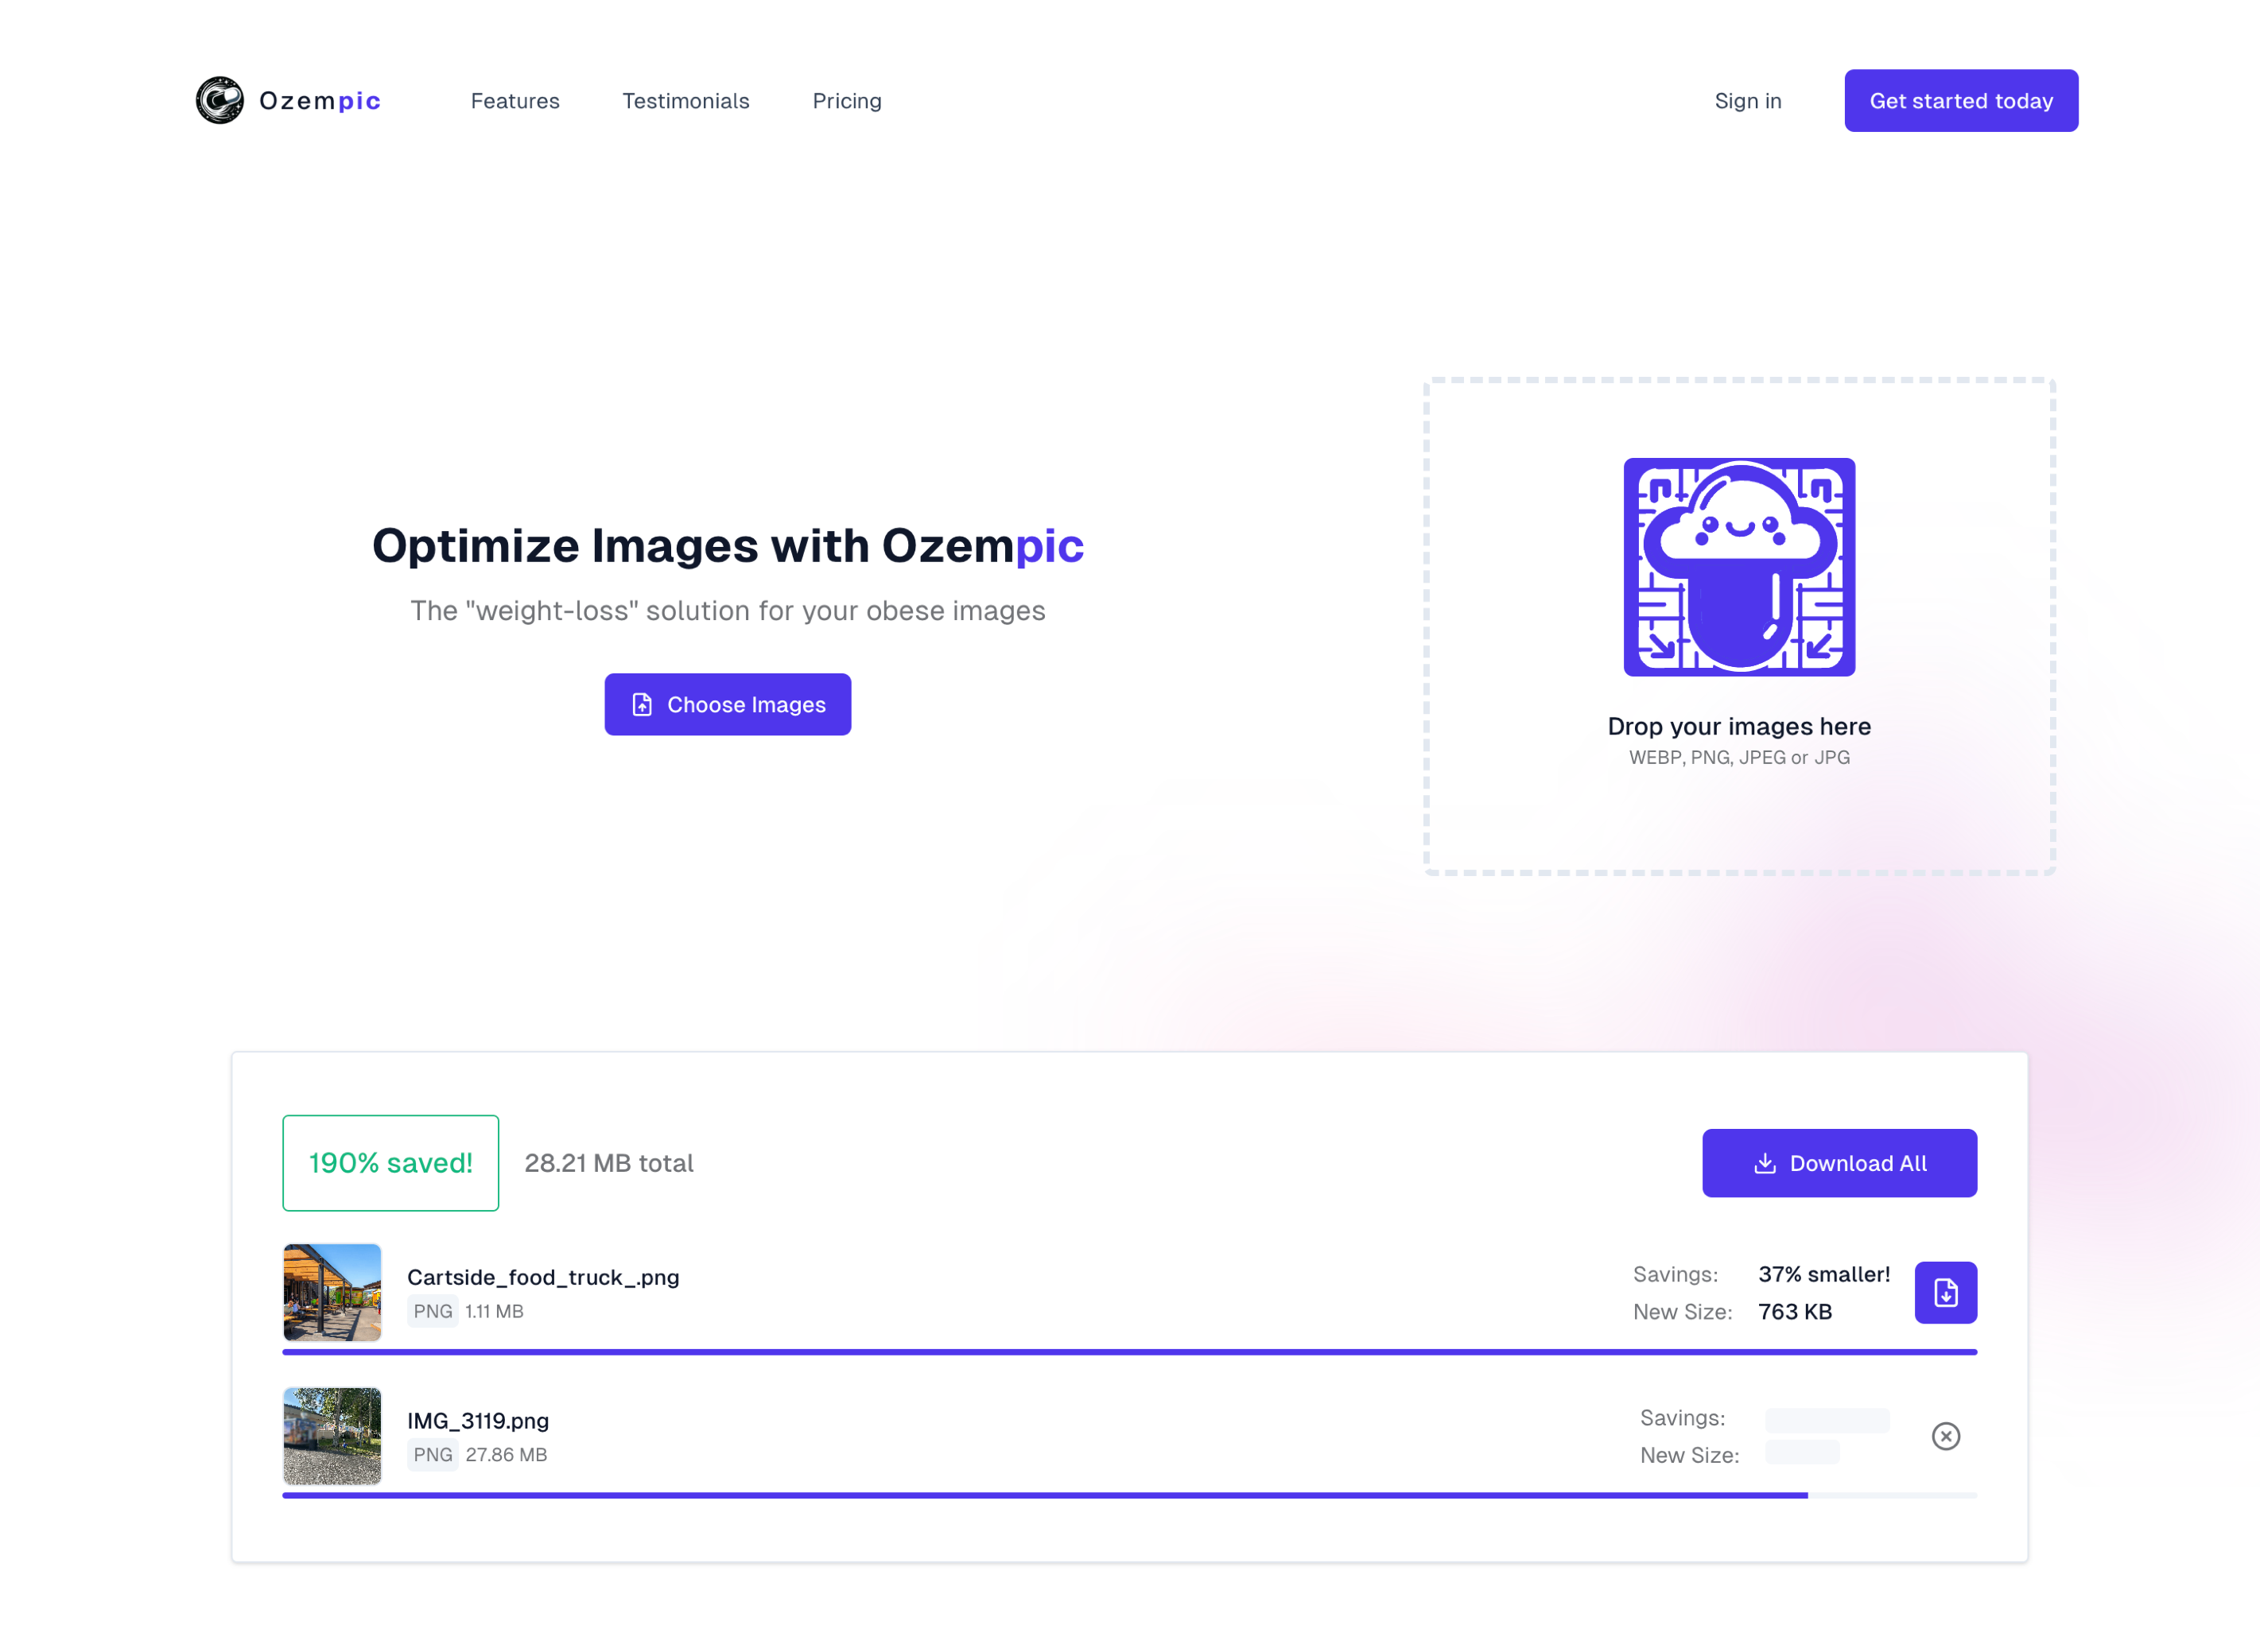 Ozempic
Features
Testimonials
Pricing
Sign in
Get started today
Optimize Images with Ozempic
The "weight-loss" solution for your obese images
Choose Images
Drop your images here
WEBP, PNG, JPEG or JPG
190% saved!
28.21 MB total
Download All
Cartside_food_truck_.png
PNG 1.11 MB
Savings: 37% smaller!
New Size: 763 KB
IMG_3119.png
PNG 27.86 MB
Savings:
New Size: